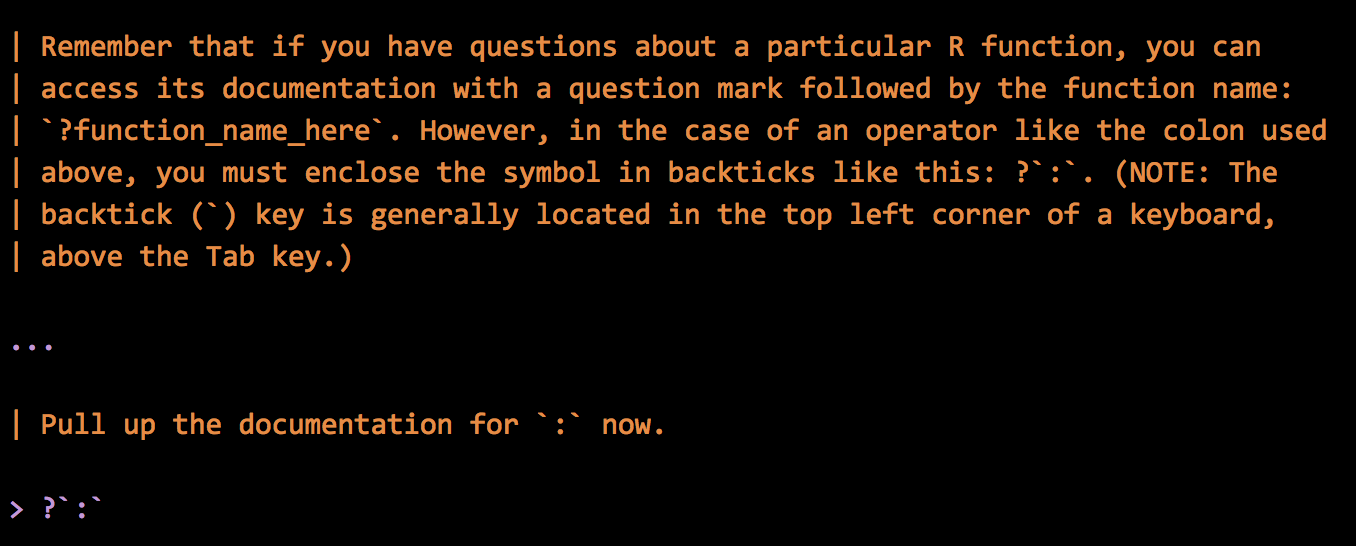 | Remember that if you have questions about a particular R function, you can
| access its documentation with a question mark followed by the function name:
| `?function_name_here`. However, in the case of an operator like the colon used
| above, you must enclose the symbol in backticks like this: ?`:`. (NOTE: The
| backtick (`) key is generally located in the top left corner of a keyboard,
| above the Tab key.)
...
| Pull up the documentation for `:` now.
> ?`:`